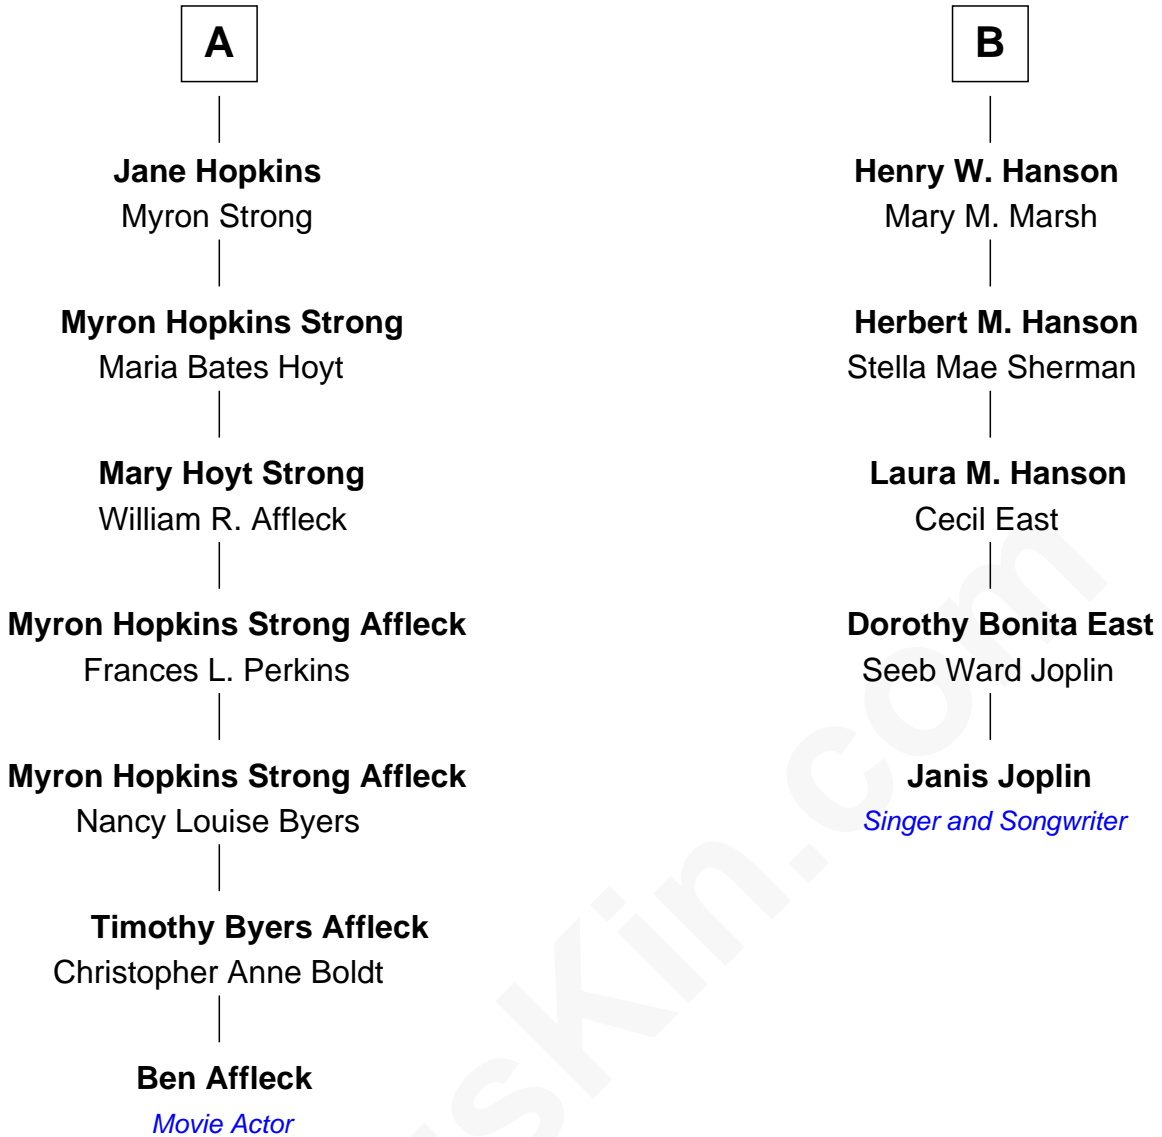 A
Jane Hopkins
Myron Strong
Myron Hopkins Strong
Maria Bates Hoyt
Mary Hoyt Strong
William R. Affleck
Myron Hopkins Strong Affleck
Frances L. Perkins
Myron Hopkins Strong Affleck
Nancy Louise Byers
Timothy Byers Affleck
Christopher Anne Boldt
Ben Affleck
Movie Actor
B
Henry W. Hanson
Mary M. Marsh
Herbert M. Hanson
Stella Mae Sherman
Laura M. Hanson
Cecil East
Dorothy Bonita East
Seeb Ward Joplin
Janis Joplin
Singer and Songwriter
sKin.com